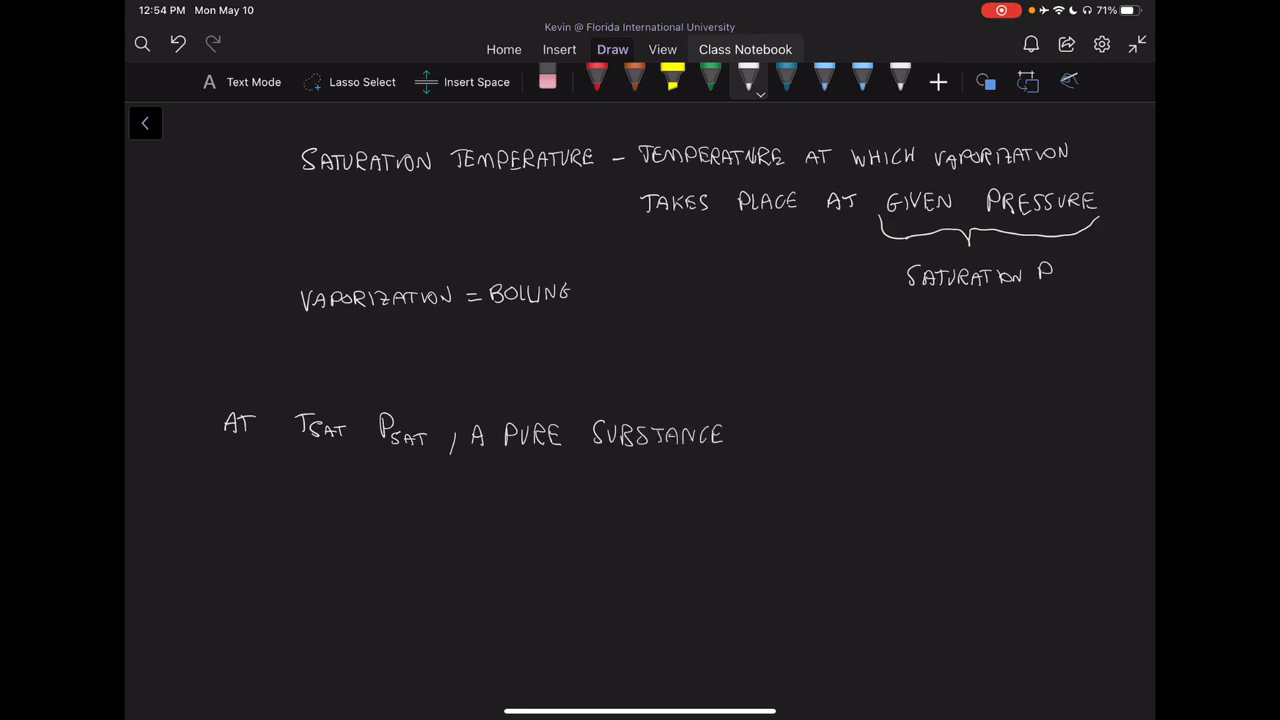 12:54 PM Mon May 10
71%
Kevin @ Florida International University
Home Insert Draw View Class Notebook
Text Mode Lasso Select Insert Space
SATURATION TEMPERATURE – TEMPERATURE AT WHICH VAPORIZATION
TAKES PLACE AT GIVEN PRESSURE
SATURATION P
VAPORIZATION = BOILING
AT TSAT PSAT, A PURE SUBSTANCE